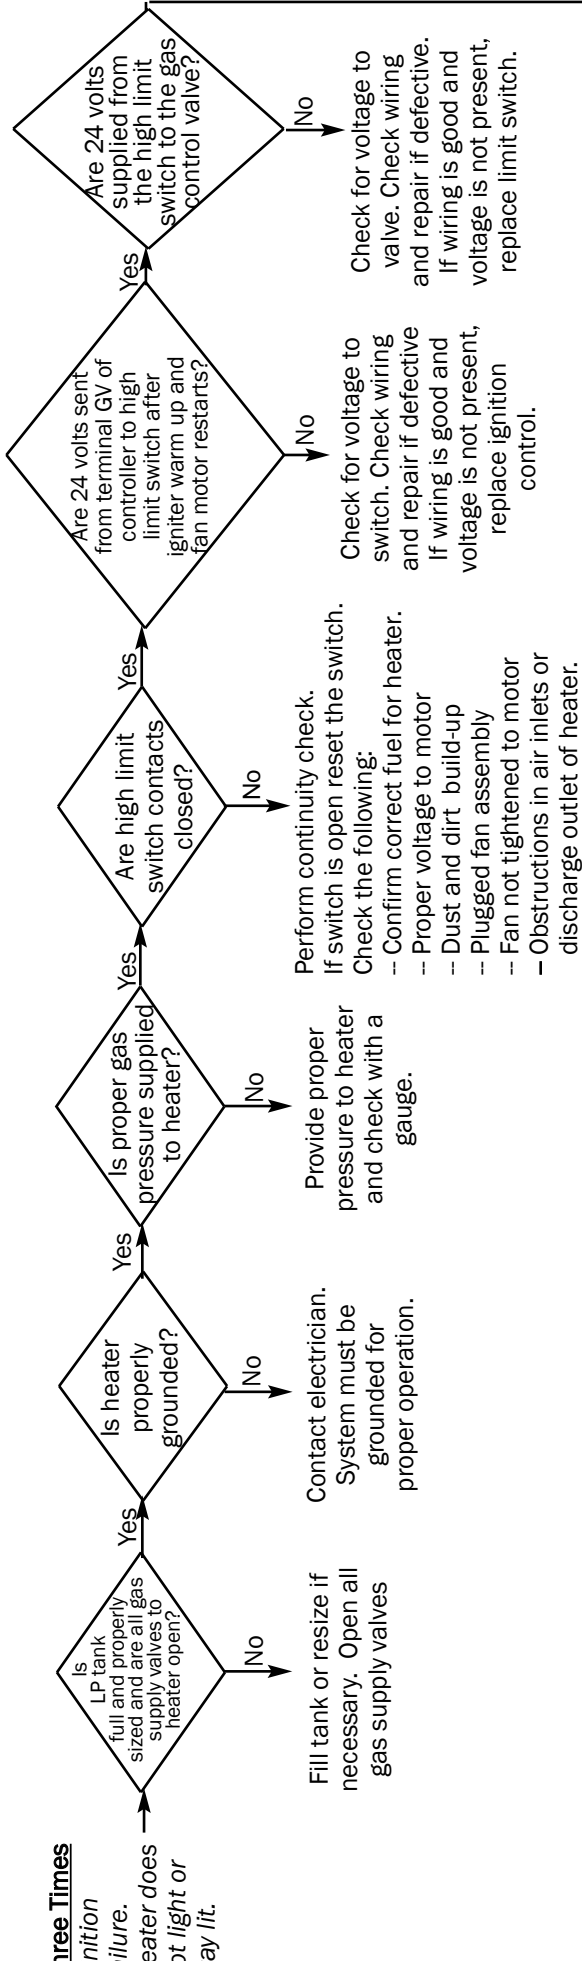 hree Times
nition
ilure.
eater does
ot light or
ay lit.
Is
LP tank
full and properly
sized and are all gas
supply valves to
heater open?
Yes
No
Fill tank or resize if
necessary. Open all
gas supply valves
Is heater
properly
grounded?
Yes
No
Contact electrician.
System must be
grounded for
proper operation.
Is proper gas
pressure supplied
to heater?
Yes
No
Provide proper
pressure to heater
and check with a
gauge.
Are high limit
switch contacts
closed?
Yes
No
Perform continuity check.
If switch is open reset the switch.
Check the following:
-- Confirm correct fuel for heater.
-- Proper voltage to motor
-- Dust and dirt build-up
-- Plugged fan assembly
-- Fan not tightened to motor
– Obstructions in air inlets or
discharge outlet of heater.
Are 24 volts sent
from terminal GV of
controller to high
limit switch after
igniter warm up and
fan motor restarts?
Yes
No
Check for voltage to
switch. Check wiring
and repair if defective
If wiring is good and
voltage is not present,
replace ignition
control.
Are 24 volts
supplied from
the high limit
switch to the gas
control valve?
No
Check for voltage to
valve. Check wiring
and repair if defective.
If wiring is good and
voltage is not present,
replace limit switch.